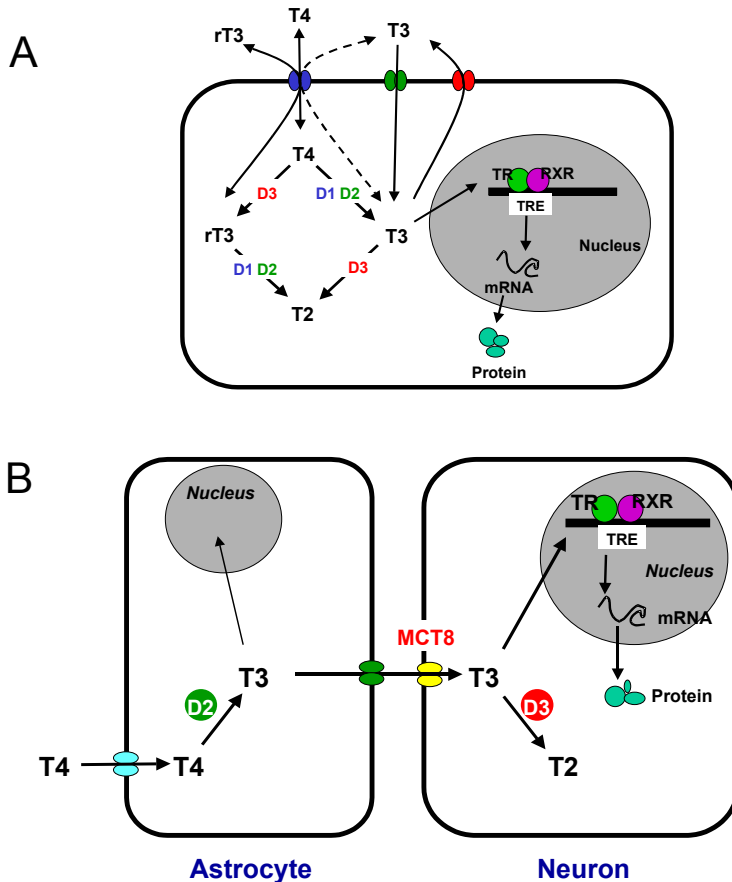 A
T4
rT3
T3
T4
D3
D1 D2
rT3
T3
D1 D2
D3
T2
TR
RXR
TRE
Nucleus
mRNA
Protein
B
Nucleus
T3
D2
T4
T4
MCT8
TR
RXR
TRE
Nucleus
mRNA
T3
Protein
D3
T2
Astrocyte
Neuron